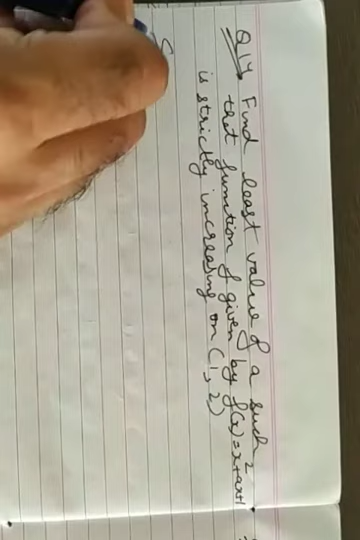 Q14 Find least value of a such
that function f given by f(x) = x²+ax+1
is strictly increasing on (1, 2)